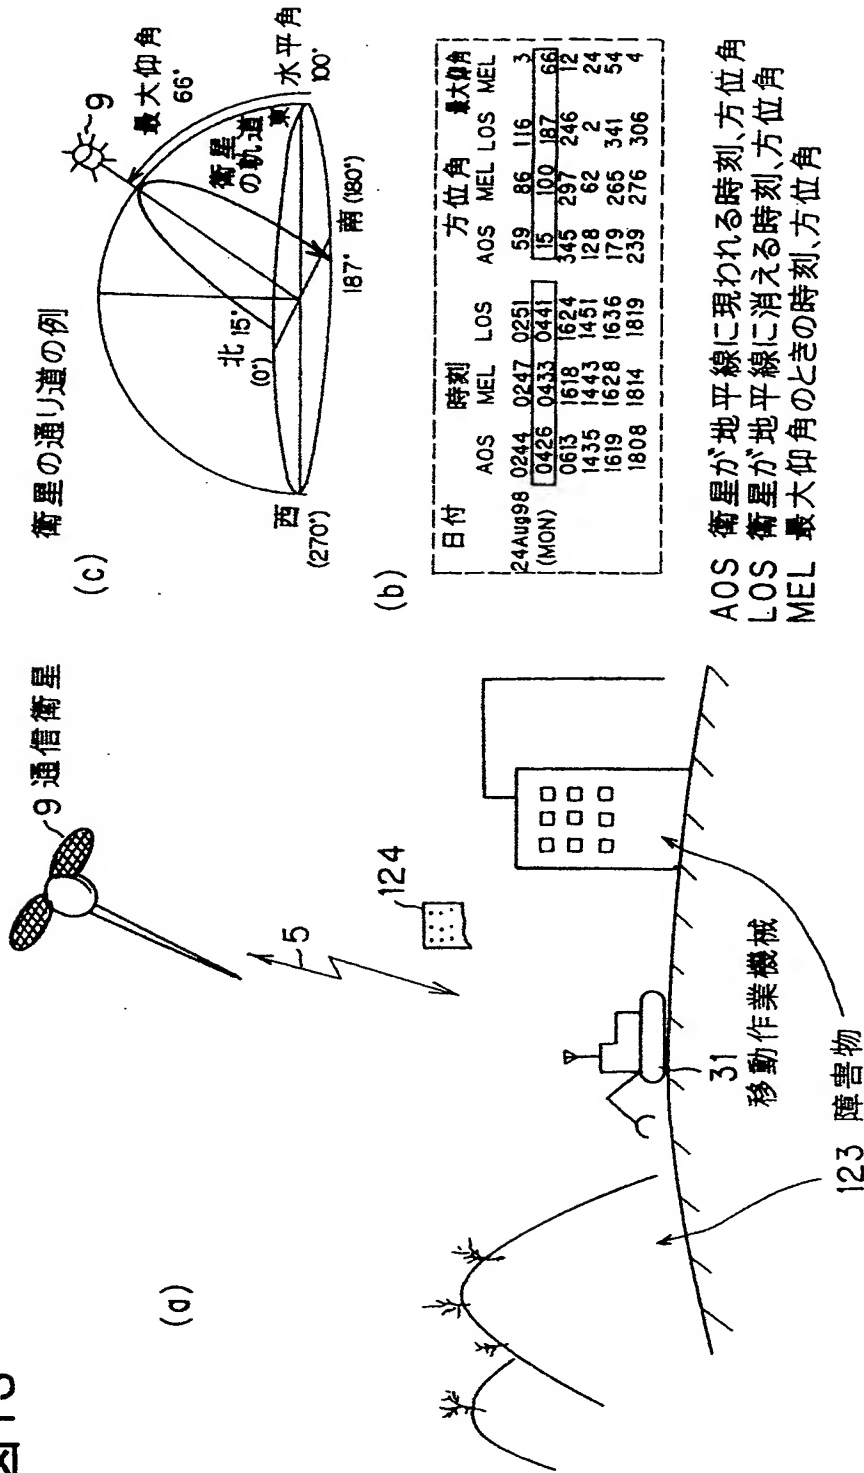 (a)
9 通信衛星
5
124
31
移動作業機械
123 障害物
(c)
衛星の通り道の例
9
最大仰角
66°
衛星
の軌道
東
水平角
100°
北 15°
(0°)
187° 南 (180°)
西
(270°)
(b)
日付 時刻 方位角 最大仰角
AOS MEL LOS AOS MEL LOS MEL
24Aug98 0244 0247 0251 59 86 116 3
(MON) 0426 0433 0441 15 100 187 66
0613 1618 1624 345 297 246 12
1435 1443 1451 128 62 2 24
1619 1628 1636 179 265 341 54
1808 1814 1819 239 276 306 4
AOS 衛星が地平線に現われる時刻、方位角
LOS 衛星が地平線に消える時刻、方位角
MEL 最大仰角のときの時刻、方位角